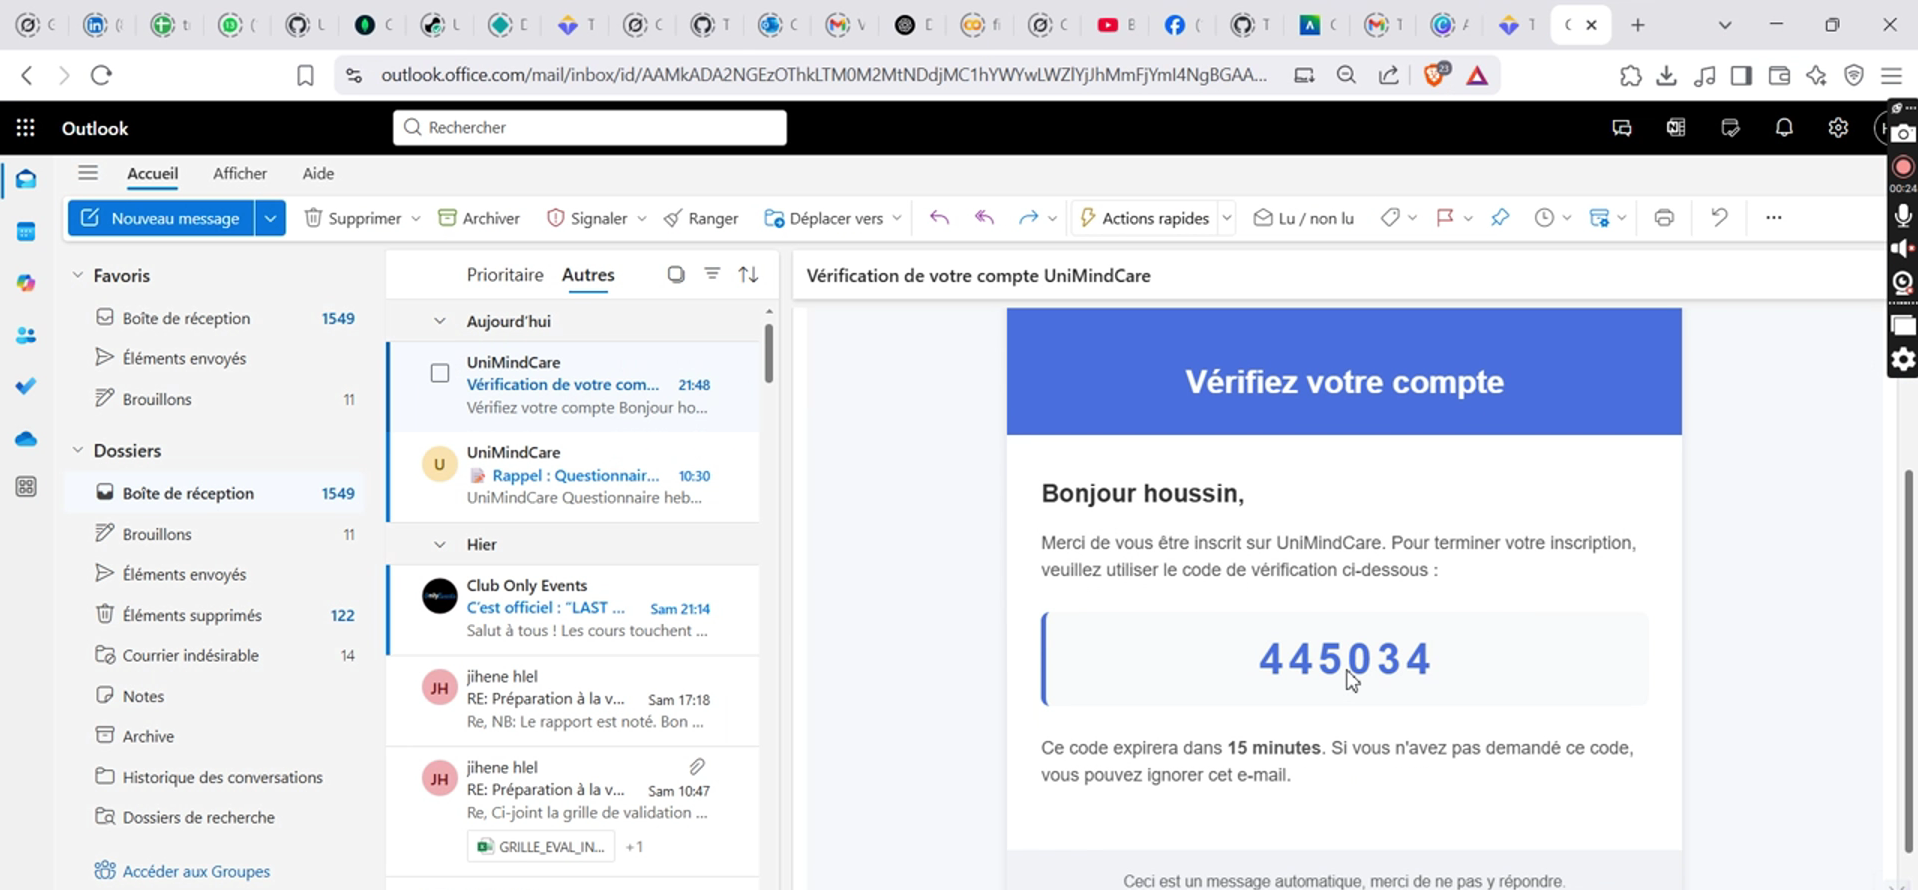 outlook.office.com/mail/inbox/id/AAMkADA2NGEzOThkLTM0M2MtNDdjMC1hYWYwLWZlYjJhMmFjYmI4NgBGAA...
23
Outlook
Rechercher
Accueil
Afficher
Aide
00:24
Nouveau message
Supprimer
Archiver
Signaler
Ranger
Déplacer vers
Actions rapides
Lu / non lu
Favoris
Boîte de réception 1549
Éléments envoyés
Brouillons 11
Dossiers
Boîte de réception 1549
Brouillons 11
Éléments envoyés
Éléments supprimés 122
Courrier indésirable 14
Notes
Archive
Historique des conversations
Dossiers de recherche
Accéder aux Groupes
Prioritaire Autres
Aujourd'hui
UniMindCare
Vérification de votre com... 21:48
Vérifiez votre compte Bonjour ho...
U
UniMindCare
Rappel : Questionnair... 10:30
UniMindCare Questionnaire heb...
Hier
Club Only Events
C'est officiel : “LAST ... Sam 21:14
Salut à tous ! Les cours touchent ...
JH
jihene hlel
RE: Préparation à la v... Sam 17:18
Re, NB: Le rapport est noté. Bon ...
JH
jihene hlel
RE: Préparation à la v... Sam 10:47
Re, Ci-joint la grille de validation ...
GRILLE_EVAL_IN... +1
Vérification de votre compte UniMindCare
Vérifiez votre compte
Bonjour houssin,
Merci de vous être inscrit sur UniMindCare. Pour terminer votre inscription,
veuillez utiliser le code de vérification ci-dessous :
445034
Ce code expirera dans 15 minutes. Si vous n'avez pas demandé ce code,
vous pouvez ignorer cet e-mail.
Ceci est un message automatique, merci de ne pas y répondre.